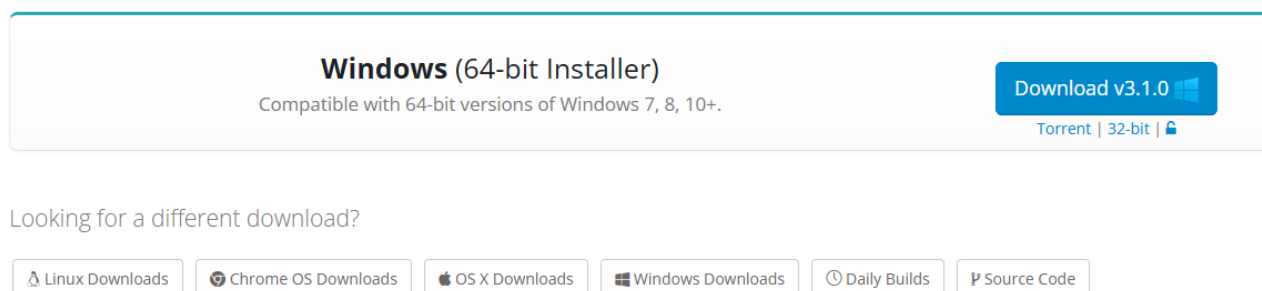 Windows (64-bit Installer)
Compatible with 64-bit versions of Windows 7, 8, 10+.
Download v3.1.0
Torrent | 32-bit |
Looking for a different download?
Linux Downloads Chrome OS Downloads OS X Downloads Windows Downloads Daily Builds Source Code